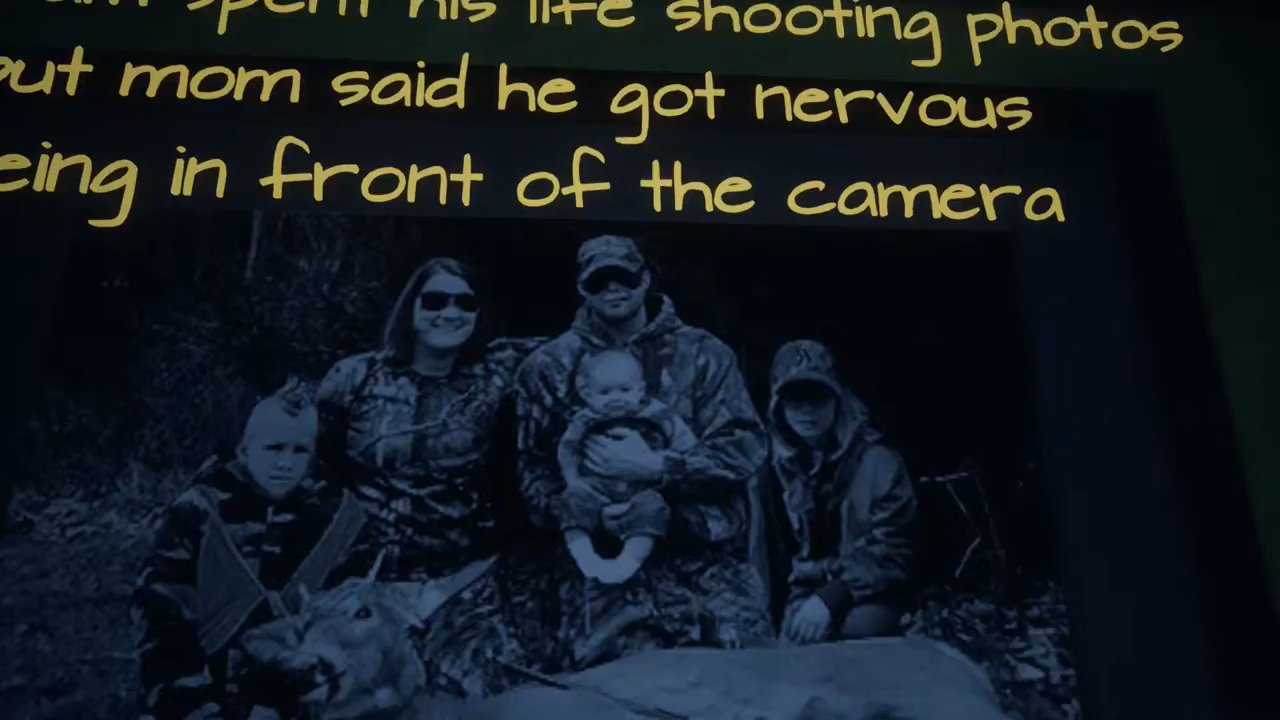 spent his life shooting photos
mom said he got nervous
in front of the camera